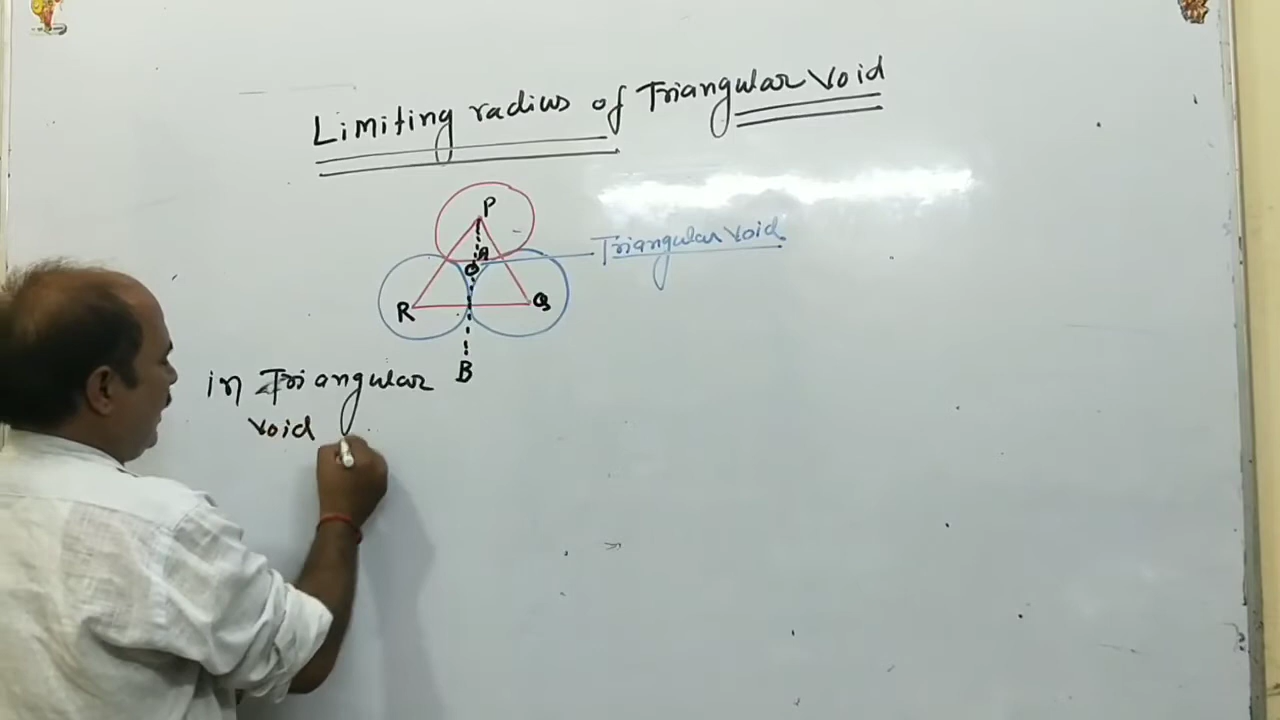 Limiting radius of Triangular Void
P
A
O
Triangular Void
R
Q
B
in Triangular
void